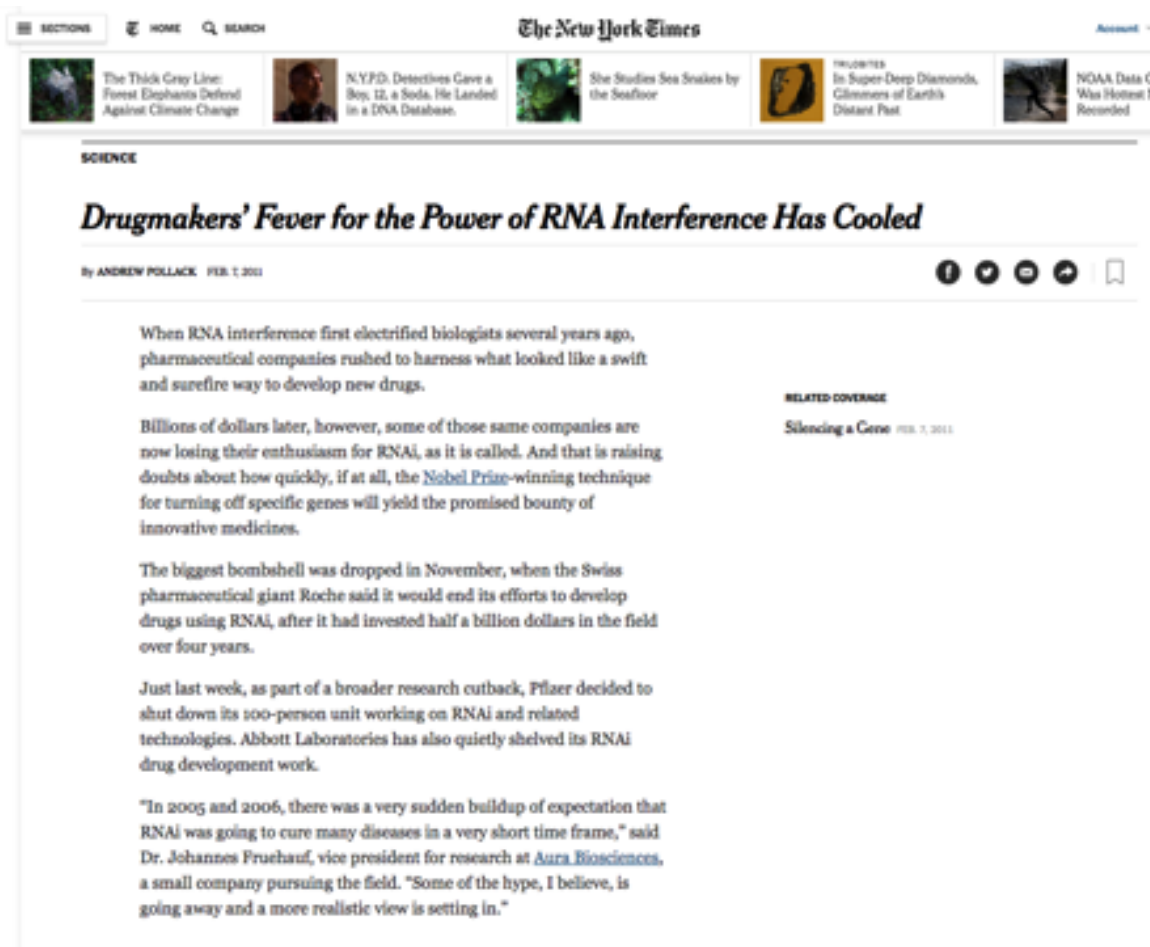 SECTIONS HOME SEARCH The New York Times Account
The Thick Gray Line:
Forest Elephants Defend
Against Climate Change
N.Y.P.D. Detectives Gave a
Boy, 12, a Soda. He Landed
in a DNA Database.
She Studies Sea Snakes by
the Seafloor
TRILOBITES
In Super-Deep Diamonds,
Glimmers of Earth's
Distant Past
NOAA Data
Was Hottest
Recorded
SCIENCE
Drugmakers' Fever for the Power of RNA Interference Has Cooled
By ANDREW POLLACK FEB. 7, 2011
When RNA interference first electrified biologists several years ago,
pharmaceutical companies rushed to harness what looked like a swift
and surefire way to develop new drugs.
Billions of dollars later, however, some of those same companies are
now losing their enthusiasm for RNAi, as it is called. And that is raising
doubts about how quickly, if at all, the Nobel Prize-winning technique
for turning off specific genes will yield the promised bounty of
innovative medicines.
The biggest bombshell was dropped in November, when the Swiss
pharmaceutical giant Roche said it would end its efforts to develop
drugs using RNAi, after it had invested half a billion dollars in the field
over four years.
Just last week, as part of a broader research cutback, Pfizer decided to
shut down its 100-person unit working on RNAi and related
technologies. Abbott Laboratories has also quietly shelved its RNAi
drug development work.
"In 2005 and 2006, there was a very sudden buildup of expectation that
RNAi was going to cure many diseases in a very short time frame," said
Dr. Johannes Fruehauf, vice president for research at Aura Biosciences,
a small company pursuing the field. "Some of the hype, I believe, is
going away and a more realistic view is setting in."
RELATED COVERAGE
Silencing a Gene FEB. 7, 2011